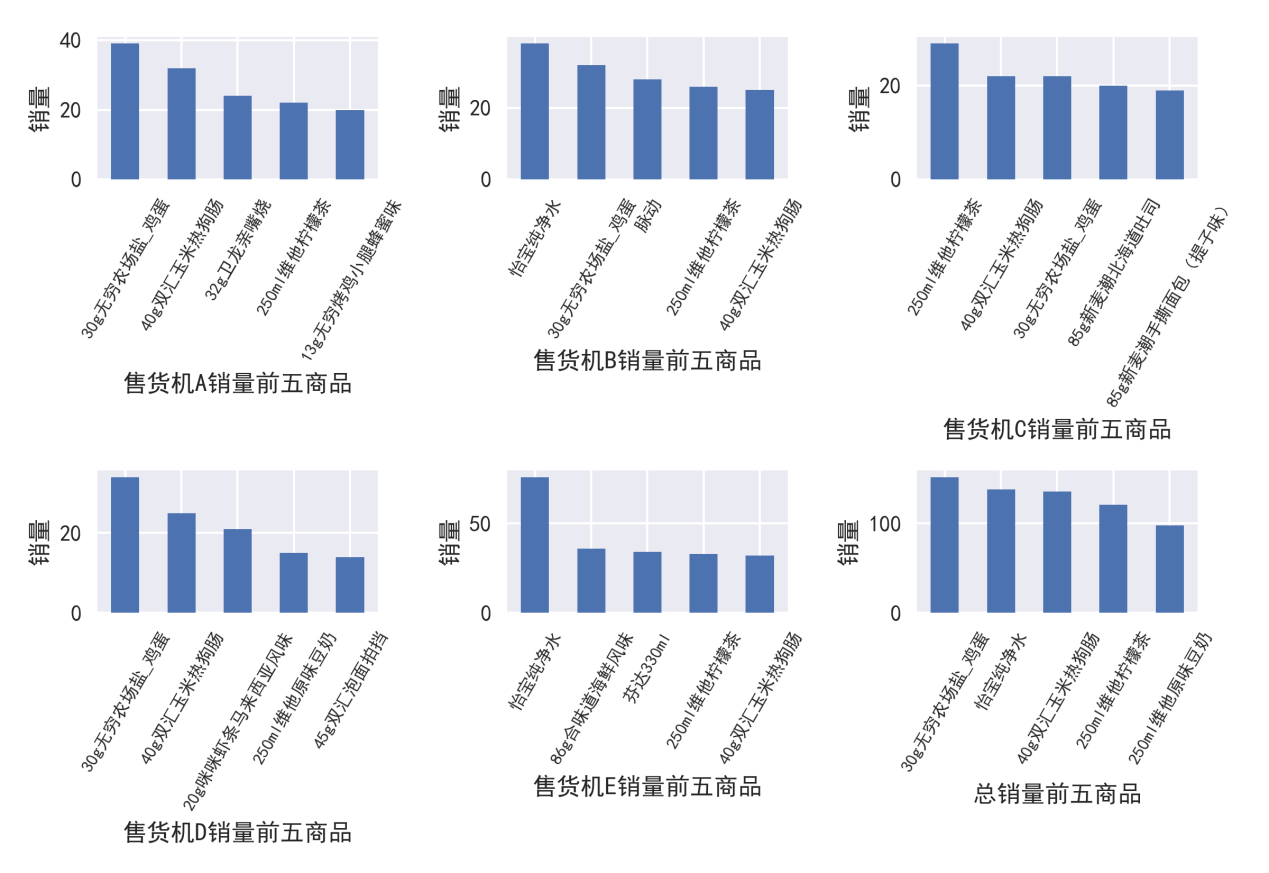 销量
40
20
0
30g无穷农场盐_鸡蛋
40g双汇玉米热狗肠
32g卫龙亲嘴烧
250ml维他柠檬茶
13g无穷烤鸡小腿蜂蜜味
售货机A销量前五商品
销量
20
0
怡宝纯净水
30g无穷农场盐_鸡蛋
脉动
250ml维他柠檬茶
40g双汇玉米热狗肠
售货机B销量前五商品
销量
20
0
250ml维他柠檬茶
40g双汇玉米热狗肠
30g无穷农场盐_鸡蛋
85g新麦潮北海道吐司
85g新麦潮手撕面包（提子味）
售货机C销量前五商品
销量
20
0
30g无穷农场盐_鸡蛋
40g双汇玉米热狗肠
20g咪咪虾条马来西亚风味
250ml维他原味豆奶
45g双汇泡面拍挡
售货机D销量前五商品
销量
50
0
怡宝纯净水
86g合味道海鲜风味
芬达330ml
250ml维他柠檬茶
40g双汇玉米热狗肠
售货机E销量前五商品
销量
100
0
30g无穷农场盐_鸡蛋
怡宝纯净水
40g双汇玉米热狗肠
250ml维他柠檬茶
250ml维他原味豆奶
总销量前五商品